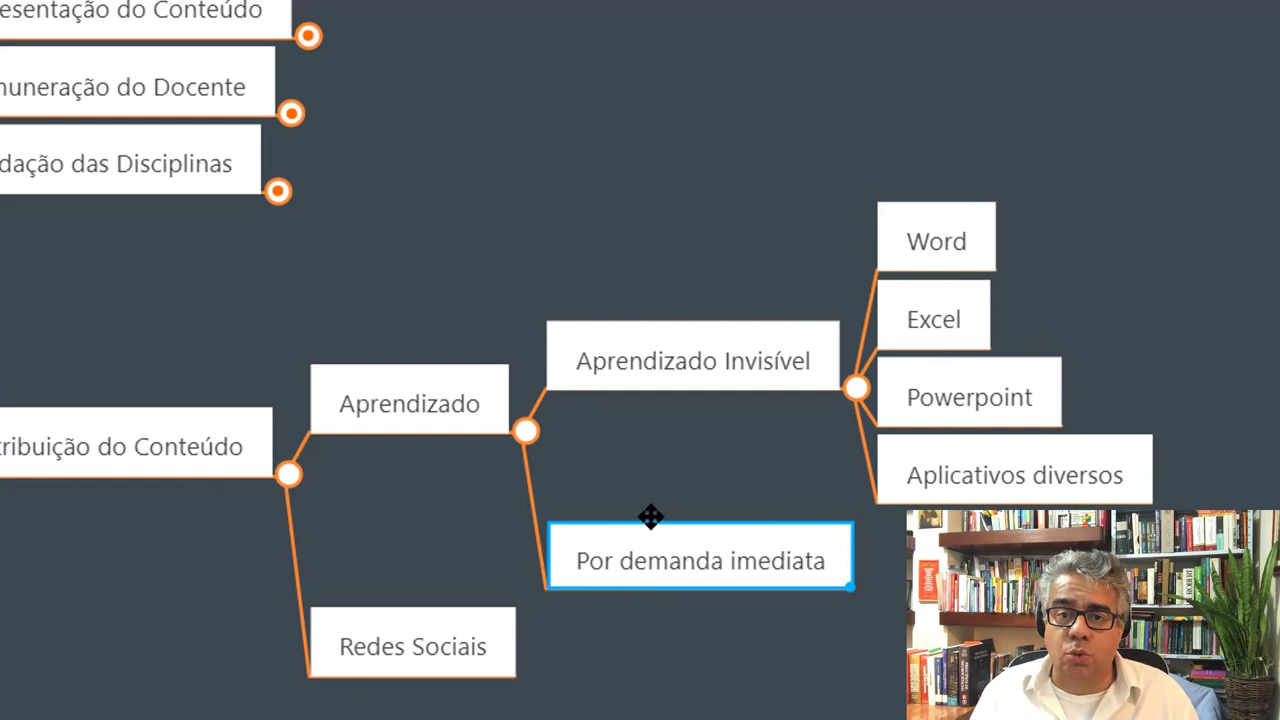 esentação do Conteúdo
muneração do Docente
dação das Disciplinas
Word
Excel
Aprendizado Invisível
Powerpoint
Aprendizado
tribuição do Conteúdo
Aplicativos diversos
Por demanda imediata
Redes Sociais